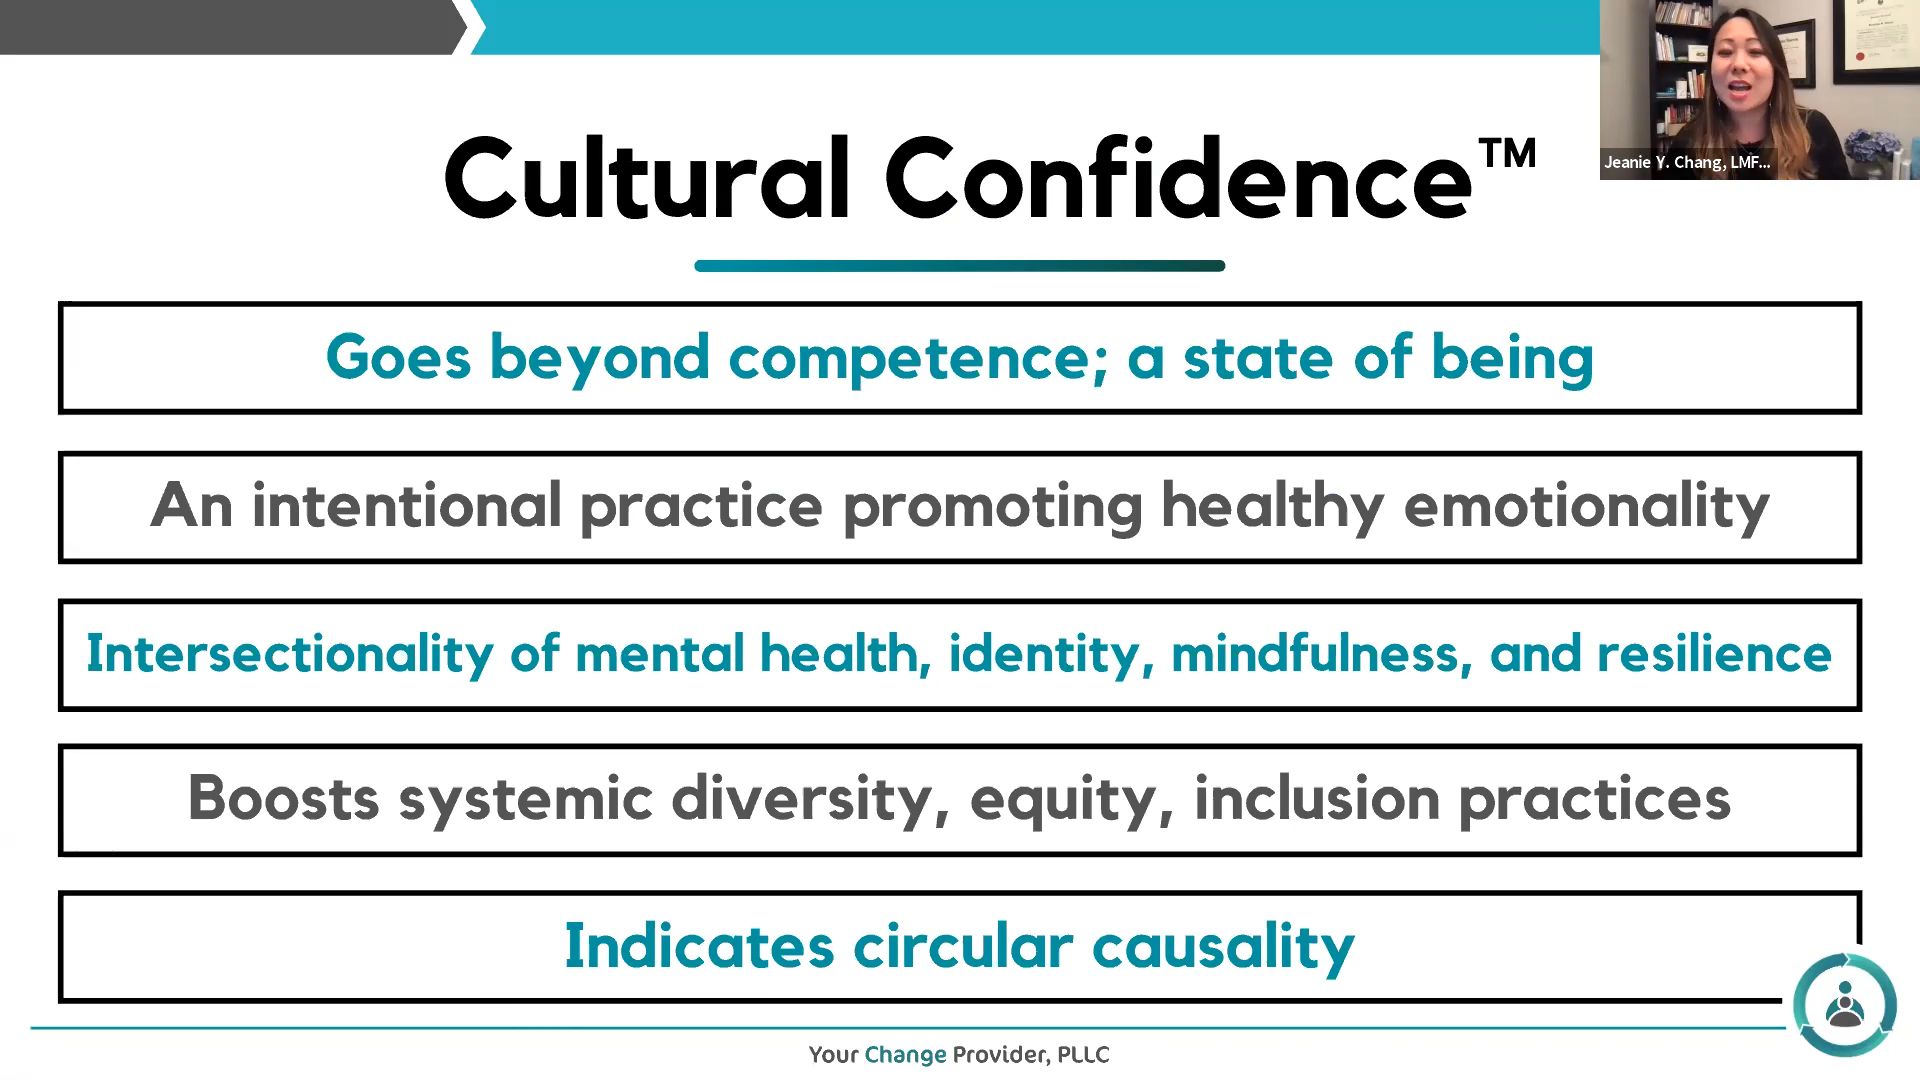 Cultural Confidence™
Jeanie Y. Chang, LMF...
Goes beyond competence; a state of being
An intentional practice promoting healthy emotionality
Intersectionality of mental health, identity, mindfulness, and resilience
Boosts systemic diversity, equity, inclusion practices
Indicates circular causality
Your Change Provider, PLLC